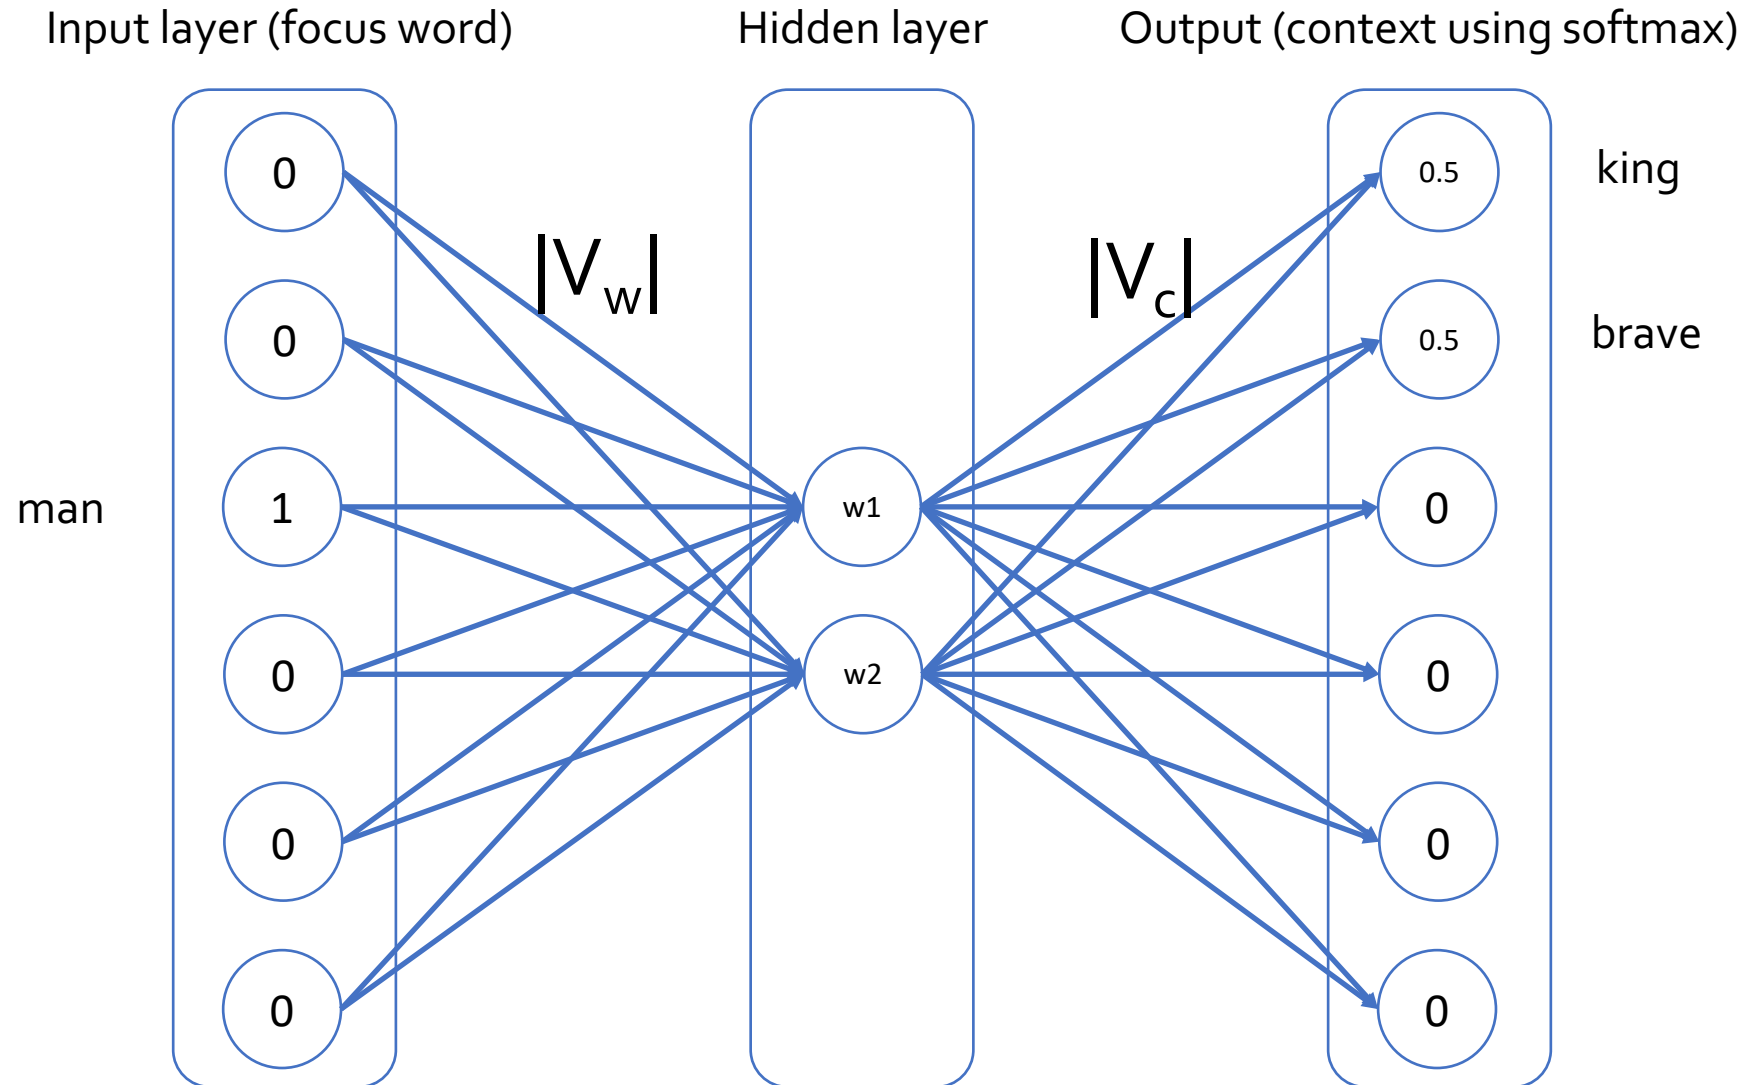 Input layer (focus word)
Hidden layer
Output (context using softmax)
|Vw|
|Vc|
man
0
0
1
0
0
0
w1
w2
0.5
0.5
0
0
0
0
king
brave